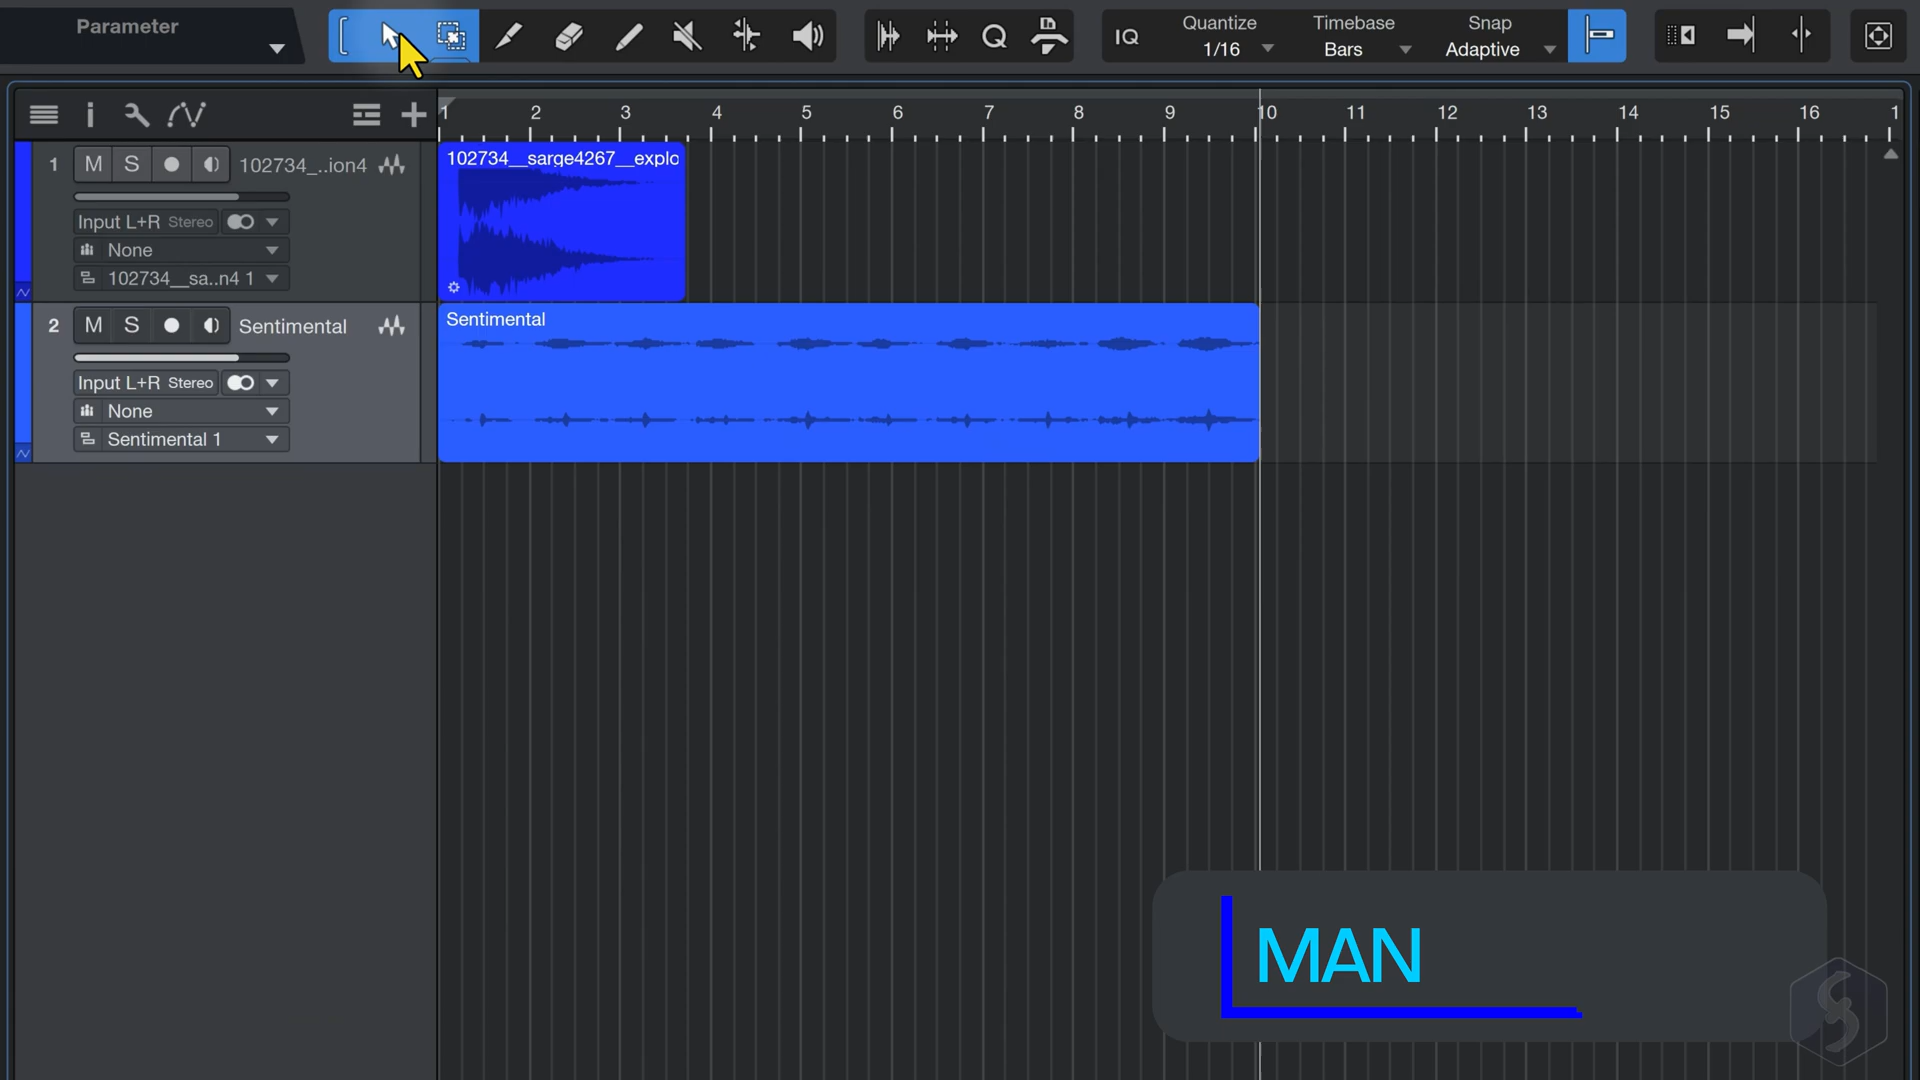 Parameter
IQ
Quantize
1/16
Timebase
Bars
Snap
Adaptive
Q
1 2 3 4 5 6 7 8 9 10 11 12 13 14 15 16 1
1 M S 102734_..ion4
Input L+R Stereo
None
102734__sa..n4 1
102734__sarge4267__explo
2 M S Sentimental
Input L+R Stereo
None
Sentimental 1
Sentimental
MAN